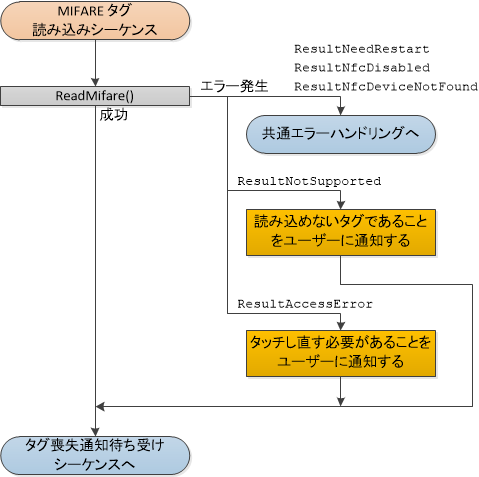 MIFARE タグ
読み込みシーケンス
ResultNeedRestart
ResultNfcDisabled
ResultNfcDeviceNotFound
ReadMifare()
エラー発生
成功
共通エラーハンドリングへ
ResultNotSupported
読み込めないタグであること
をユーザーに通知する
ResultAccessError
タッチし直す必要があることを
ユーザーに通知する
タグ喪失通知待ち受け
シーケンスへ